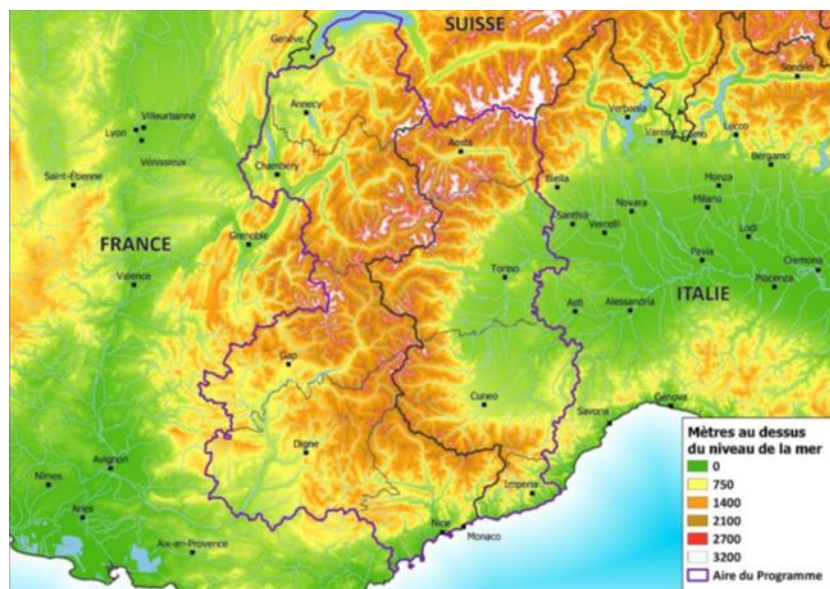 SUISSE
Genève
Sondrio
Annecy
Verbania
Villeurbanne
Lyon
Varese
Como
Lecco
Vénissieux
Aosta
Bergamo
Saint-Étienne
Chambéry
Biella
Monza
Novara
Milano
Santhià
Vercelli
Lodi
FRANCE
Grenoble
Pavia
Cremona
Valence
Torino
Piacenza
ITALIE
Asti
Alessandria
Gap
Cuneo
Savona
Genova
Digne
Avignon
Nîmes
Imperia
Arles
Nice
Monaco
Aix-en-Provence
Mètres au dessus
du niveau de la mer
0
750
1400
2100
2700
3200
Aire du Programme